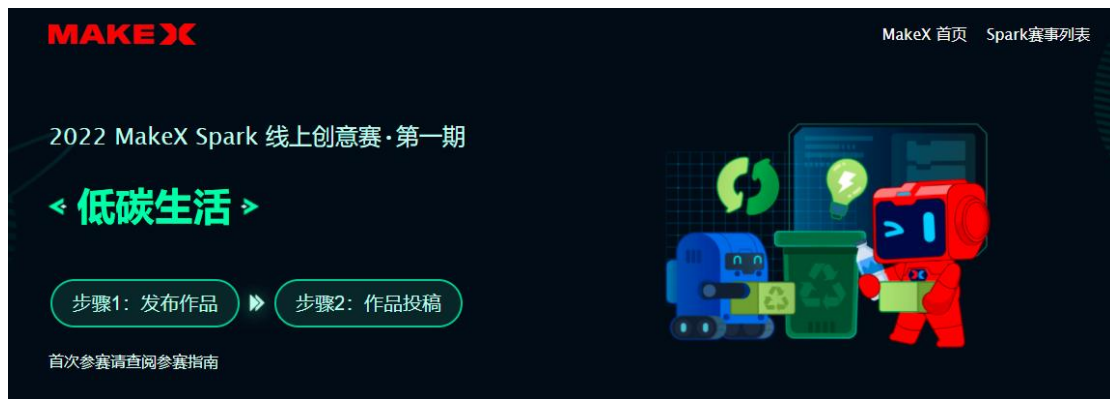 MAKEX
MakeX 首页
Spark赛事列表
2022 MakeX Spark 线上创意赛·第一期
< 低碳生活 >
步骤1：发布作品
步骤2：作品投稿
首次参赛请查阅参赛指南